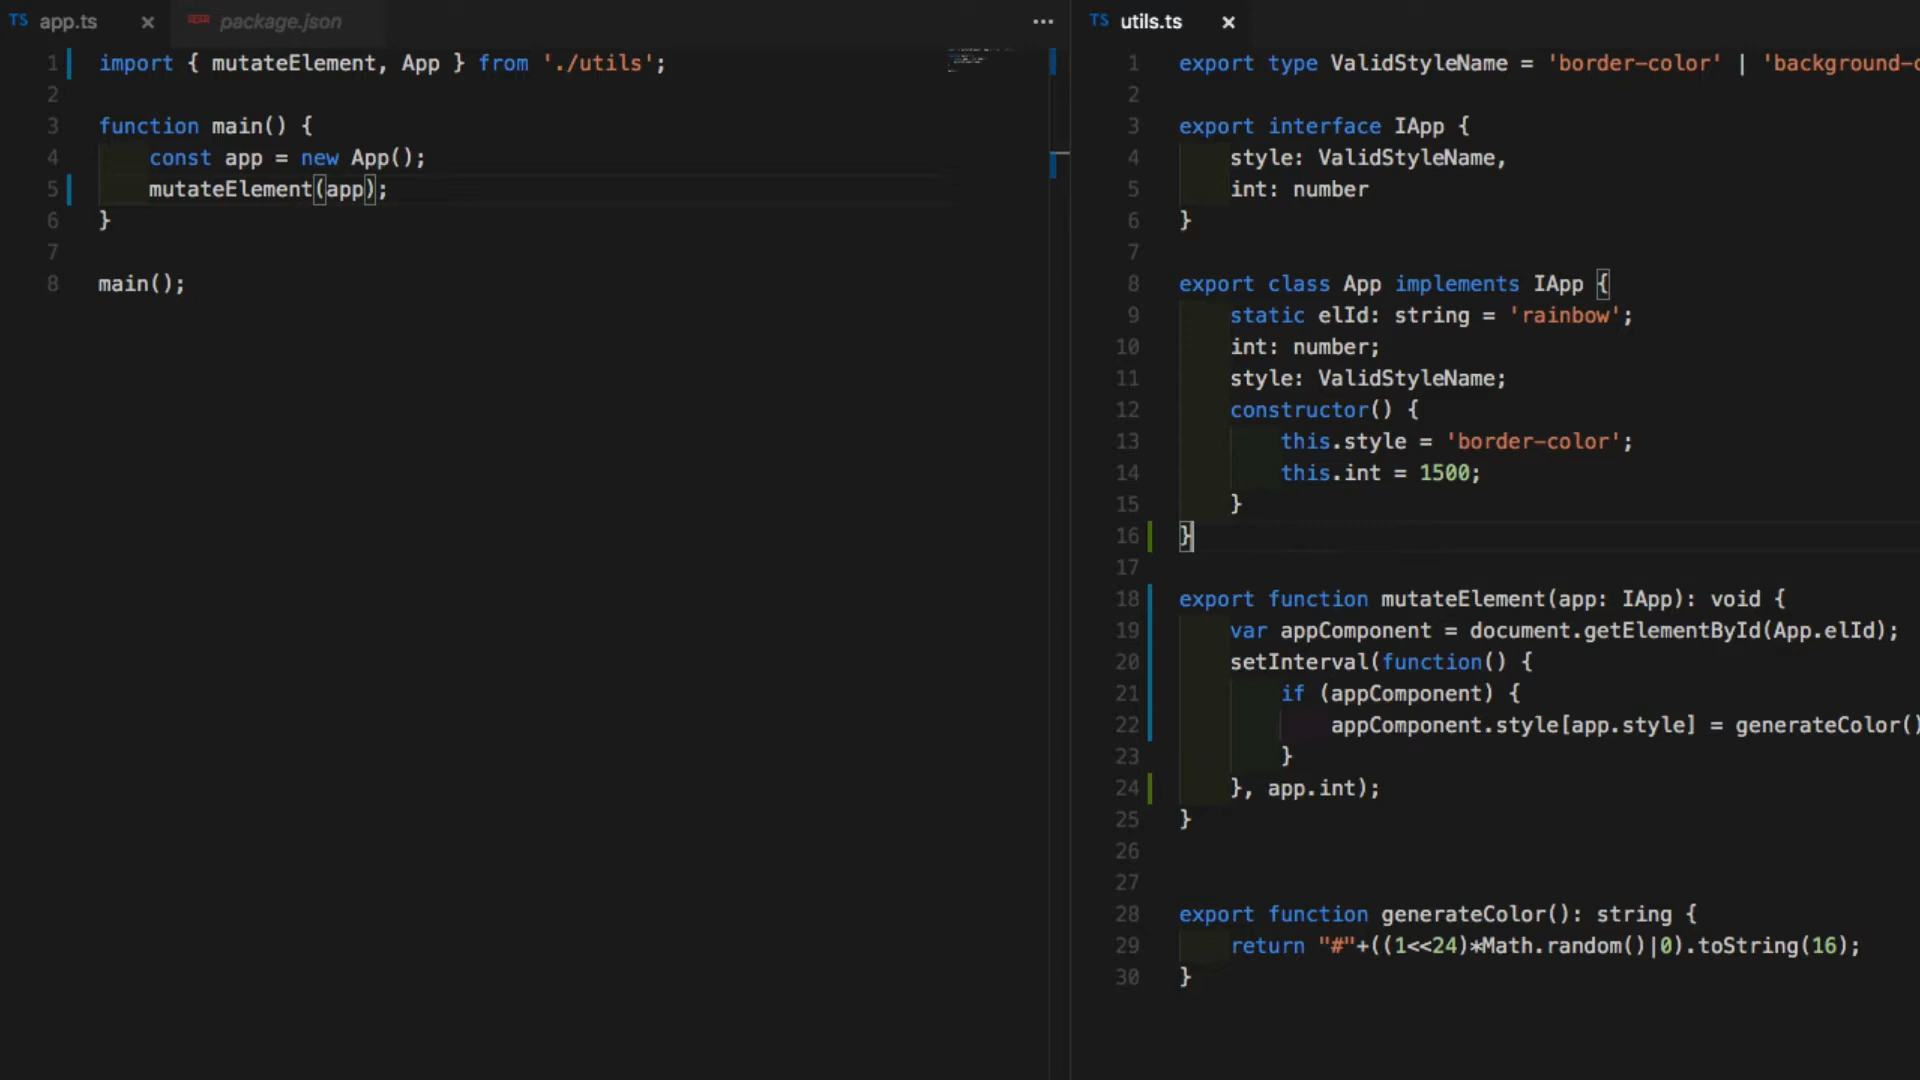 TS app.ts ×
package.json
...
1 import { mutateElement, App } from './utils';
2
3 function main() {
4 const app = new App();
5 mutateElement(app);
6 }
7
8 main();
TS utils.ts ×
1 export type ValidStyleName = 'border-color' | 'background-c
2
3 export interface IApp {
4 style: ValidStyleName,
5 int: number
6 }
7
8 export class App implements IApp {
9 static elId: string = 'rainbow';
10 int: number;
11 style: ValidStyleName;
12 constructor() {
13 this.style = 'border-color';
14 this.int = 1500;
15 }
16 }
17
18 export function mutateElement(app: IApp): void {
19 var appComponent = document.getElementById(App.elId);
20 setInterval(function() {
21 if (appComponent) {
22 appComponent.style[app.style] = generateColor()
23 }
24 }, app.int);
25 }
26
27
28 export function generateColor(): string {
29 return "#"+((1<<24)*Math.random()|0).toString(16);
30 }